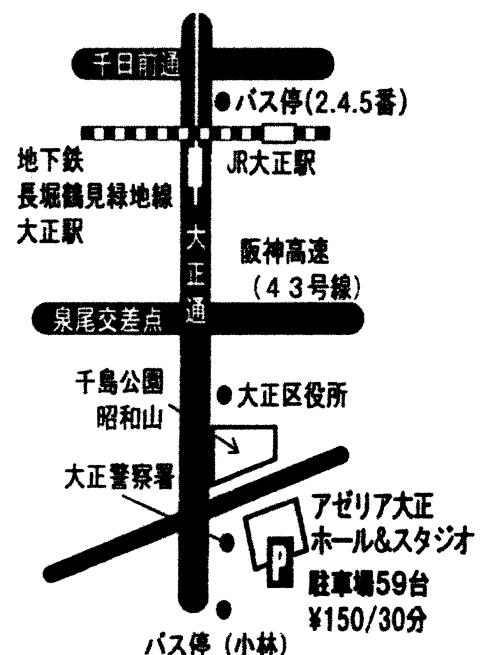 千日前通
バス停(2.4.5番)
地下鉄
長堀鶴見緑地線
大正駅
JR大正駅
大正通
阪神高速
(43号線)
泉尾交差点
千島公園
昭和山
大正区役所
大正警察署
アゼリア大正
ホール&スタジオ
P
駐車場59台
¥150/30分
バス停(小林)